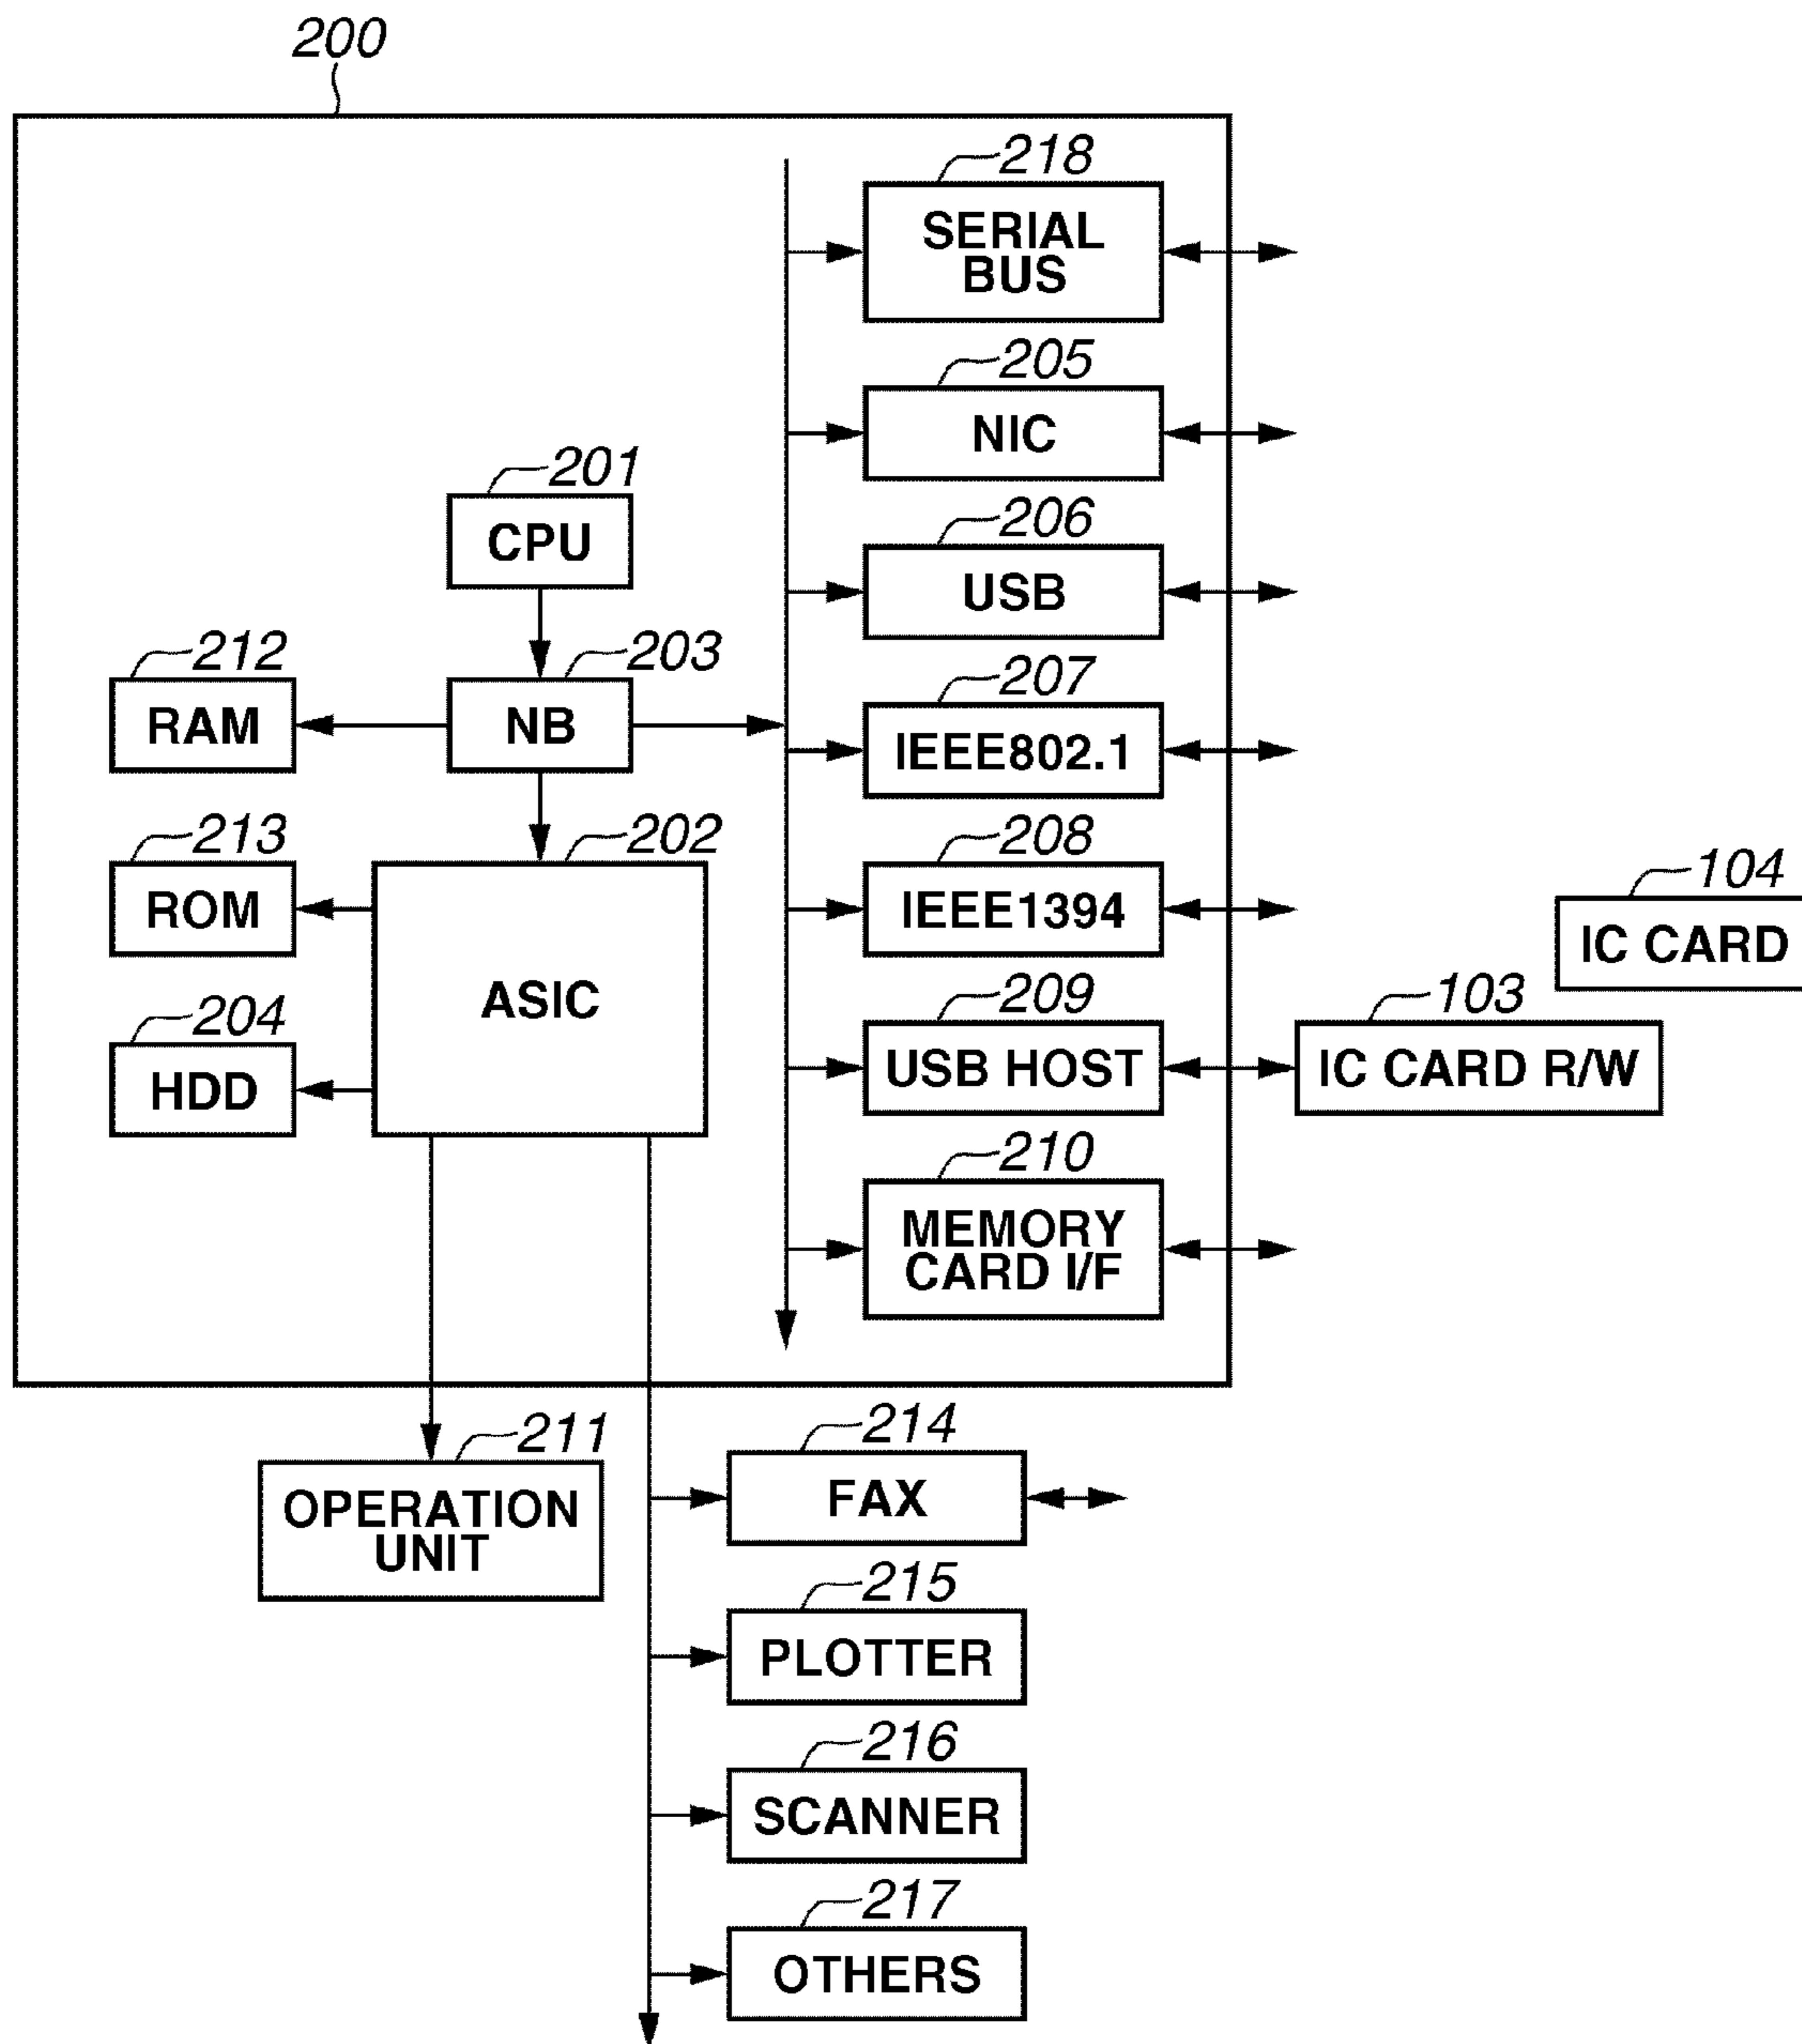 200
218
SERIAL
BUS
205
NIC
201
CPU
206
USB
212
RAM
203
NB
207
IEEE802.1
213
ROM
202
ASIC
208
IEEE1394
104
IC CARD
204
HDD
209
USB HOST
103
IC CARD R/W
210
MEMORY
CARD I/F
211
OPERATION
UNIT
214
FAX
215
PLOTTER
216
SCANNER
217
OTHERS